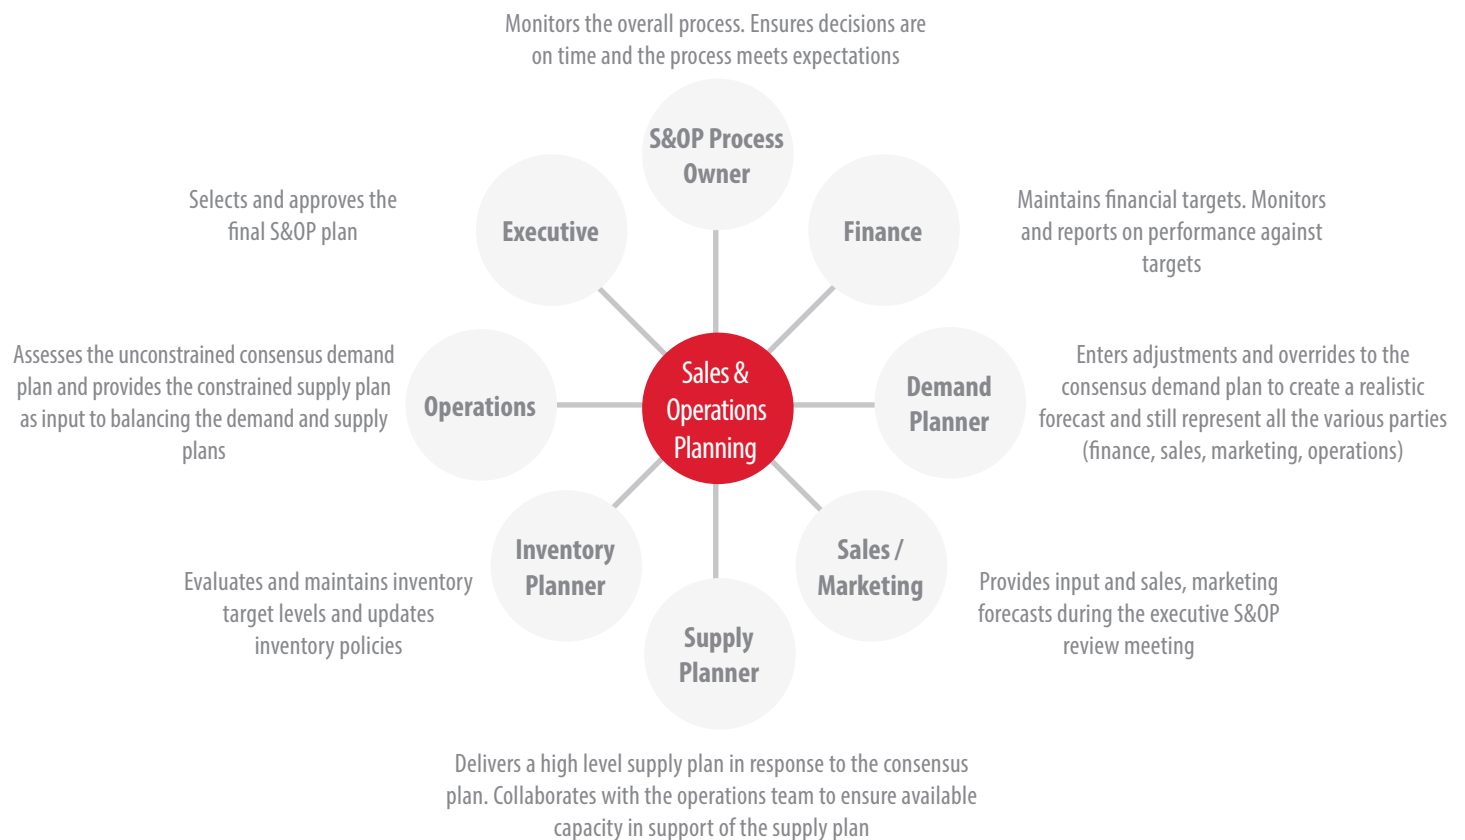 Monitors the overall process. Ensures decisions are
on time and the process meets expectations
S&OP Process
Owner
Selects and approves the
final S&OP plan
Executive
Finance
Maintains financial targets. Monitors
and reports on performance against
targets
Assesses the unconstrained consensus demand
plan and provides the constrained supply plan
as input to balancing the demand and supply
plans
Operations
Sales &
Operations
Planning
Demand
Planner
Enters adjustments and overrides to the
consensus demand plan to create a realistic
forecast and still represent all the various parties
(finance, sales, marketing, operations)
Evaluates and maintains inventory
target levels and updates
inventory policies
Inventory
Planner
Supply
Planner
Sales /
Marketing
Provides input and sales, marketing
forecasts during the executive S&OP
review meeting
Delivers a high level supply plan in response to the consensus
plan. Collaborates with the operations team to ensure available
capacity in support of the supply plan